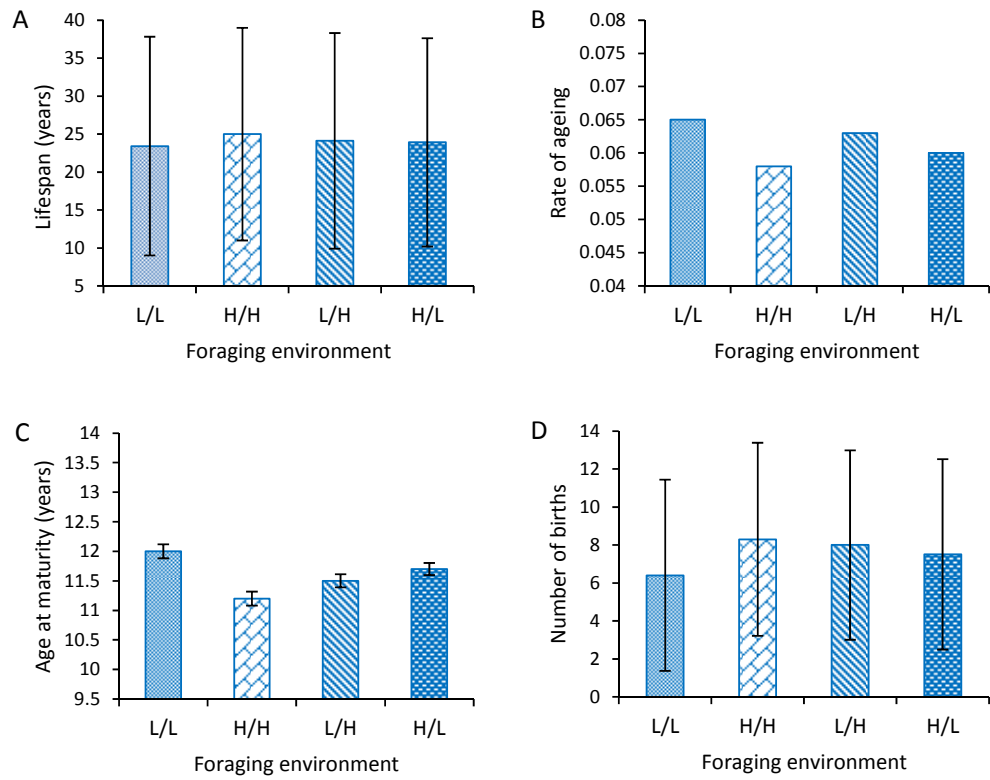 A
Lifespan (years)
40
35
30
25
20
15
10
5
L/L H/H L/H H/L
Foraging environment
B
Rate of ageing
0.08
0.075
0.07
0.065
0.06
0.055
0.05
0.045
0.04
L/L H/H L/H H/L
Foraging environment
C
Age at maturity (years)
14
13.5
13
12.5
12
11.5
11
10.5
10
9.5
L/L H/H L/H H/L
Foraging environment
D
Number of births
14
12
10
8
6
4
2
0
L/L H/H L/H H/L
Foraging environment